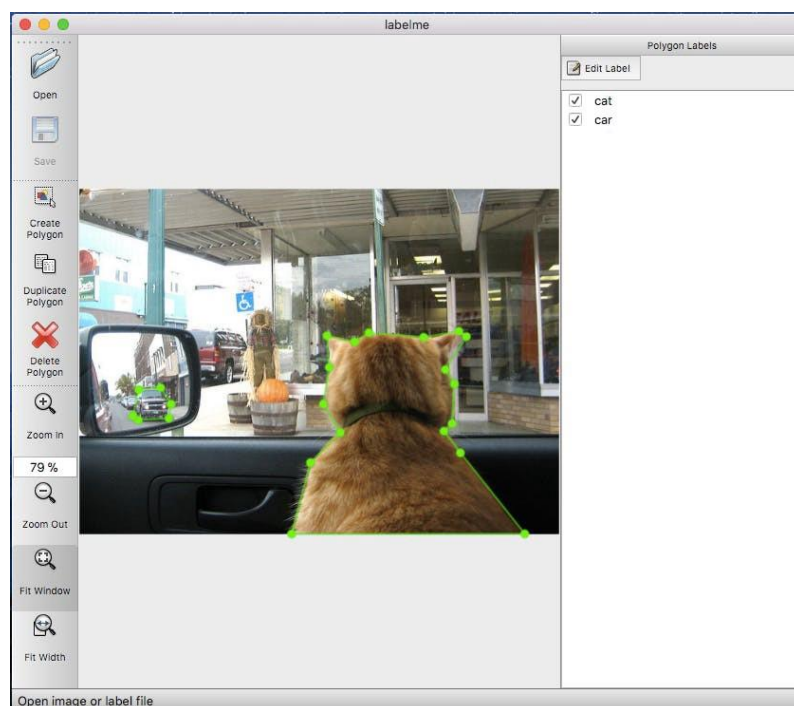 labelme
Open
Save
Create
Polygon
Duplicate
Polygon
Delete
Polygon
Zoom In
79 %
Zoom Out
Fit Window
Fit Width
Polygon Labels
Edit Label
cat
car
Open image or label file